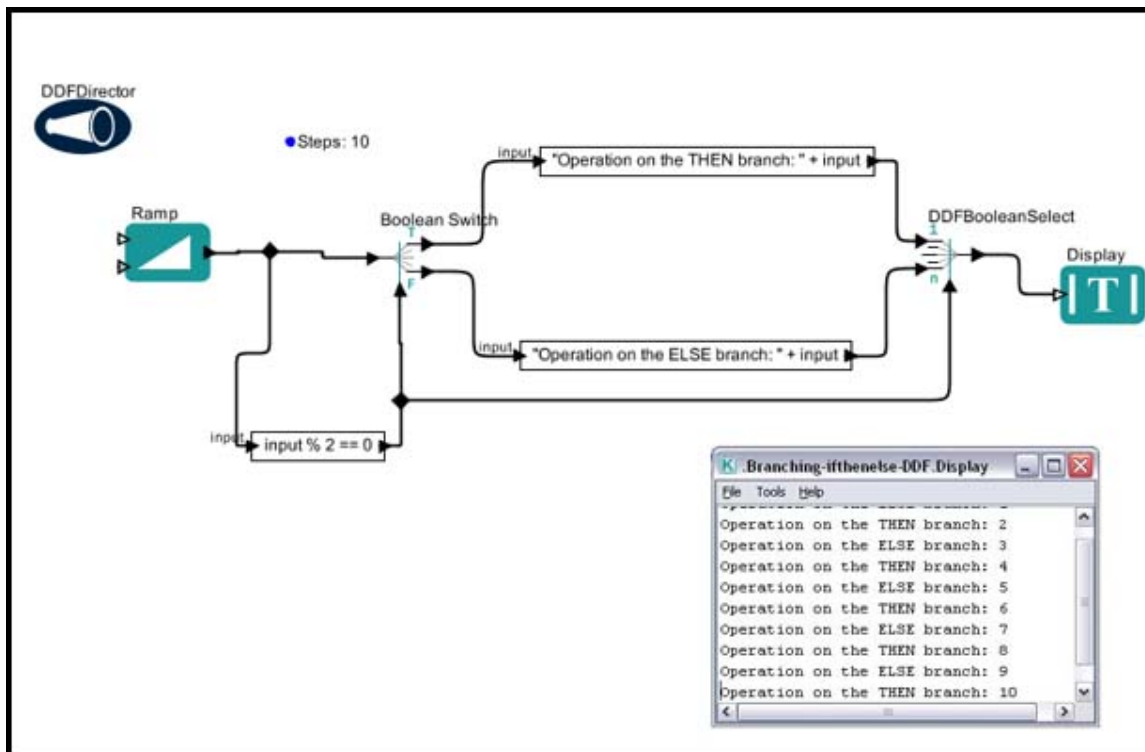 DDFDirector
Steps: 10
input
"Operation on the THEN branch: " + input
Ramp
Boolean Switch
T
F
DDFBooleanSelect
1
n
Display
T
input
"Operation on the ELSE branch: " + input
input
input % 2 == 0
K .Branching-ifthenelse-DDF.Display
File Tools Help
Operation on the THEN branch: 2
Operation on the ELSE branch: 3
Operation on the THEN branch: 4
Operation on the ELSE branch: 5
Operation on the THEN branch: 6
Operation on the ELSE branch: 7
Operation on the THEN branch: 8
Operation on the ELSE branch: 9
Operation on the THEN branch: 10